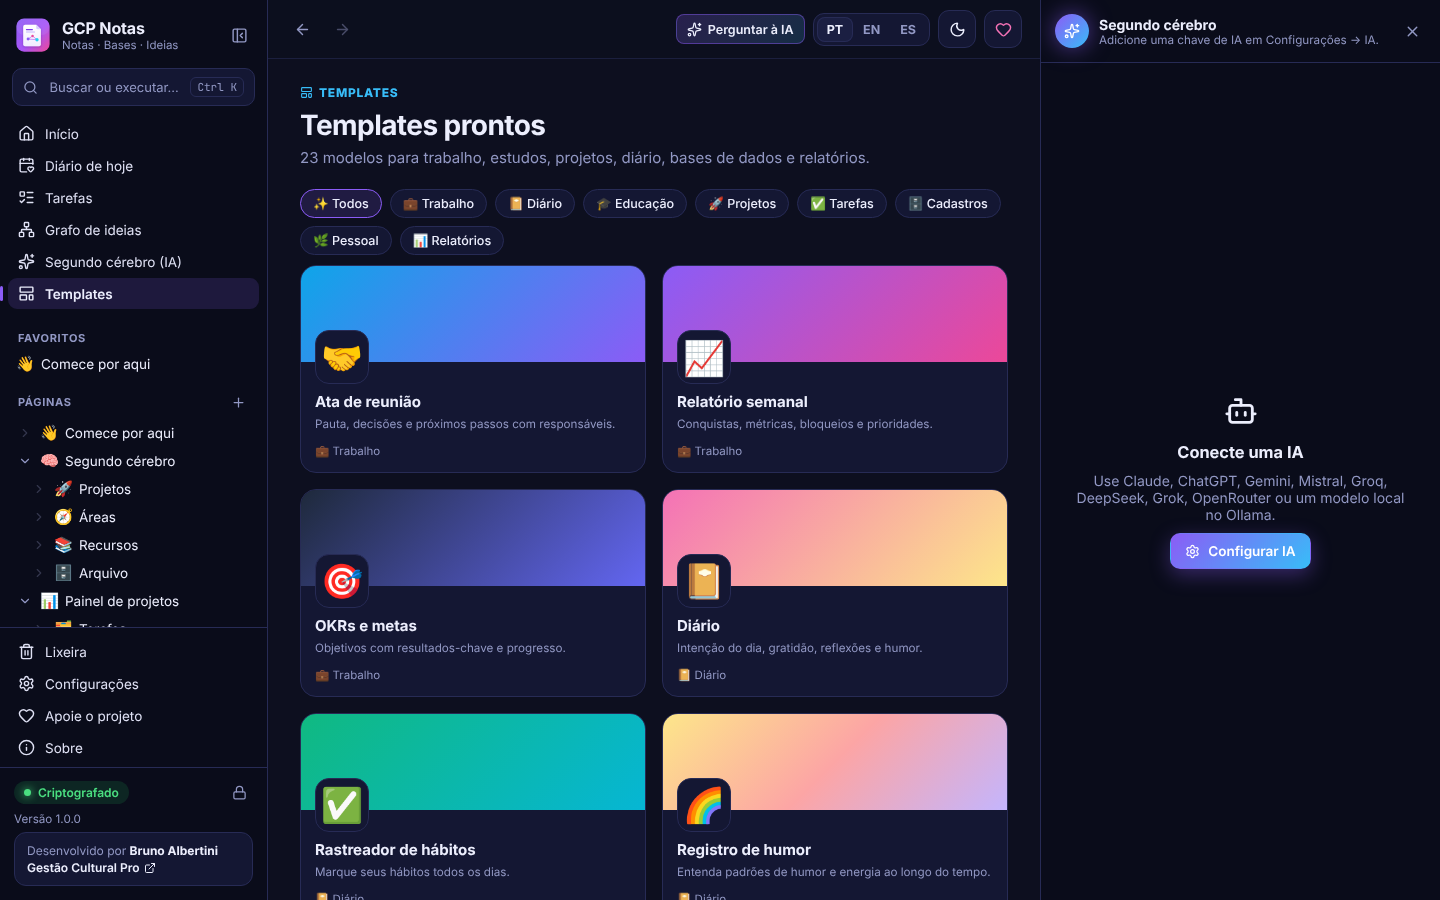 GCP Notas
Notas · Bases · Ideias
Buscar ou executar...
Ctrl K
Início
Diário de hoje
Tarefas
Grafo de ideias
Segundo cérebro (IA)
Templates
FAVORITOS
Comece por aqui
PÁGINAS
Comece por aqui
Segundo cérebro
Projetos
Áreas
Recursos
Arquivo
Painel de projetos
Tarefas
Lixeira
Configurações
Apoie o projeto
Sobre
Criptografado
Versão 1.0.0
Desenvolvido por Bruno Albertini
Gestão Cultural Pro
Perguntar à IA
PT EN ES
TEMPLATES
Templates prontos
23 modelos para trabalho, estudos, projetos, diário, bases de dados e relatórios.
Todos Trabalho Diário Educação Projetos Tarefas Cadastros
Pessoal Relatórios
Ata de reunião
Pauta, decisões e próximos passos com responsáveis.
Trabalho
Relatório semanal
Conquistas, métricas, bloqueios e prioridades.
Trabalho
OKRs e metas
Objetivos com resultados-chave e progresso.
Trabalho
Diário
Intenção do dia, gratidão, reflexões e humor.
Diário
Rastreador de hábitos
Marque seus hábitos todos os dias.
Diário
Registro de humor
Entenda padrões de humor e energia ao longo do tempo.
Diário
Segundo cérebro
Adicione uma chave de IA em Configurações → IA.
Conecte uma IA
Use Claude, ChatGPT, Gemini, Mistral, Groq,
DeepSeek, Grok, OpenRouter ou um modelo local
no Ollama.
Configurar IA